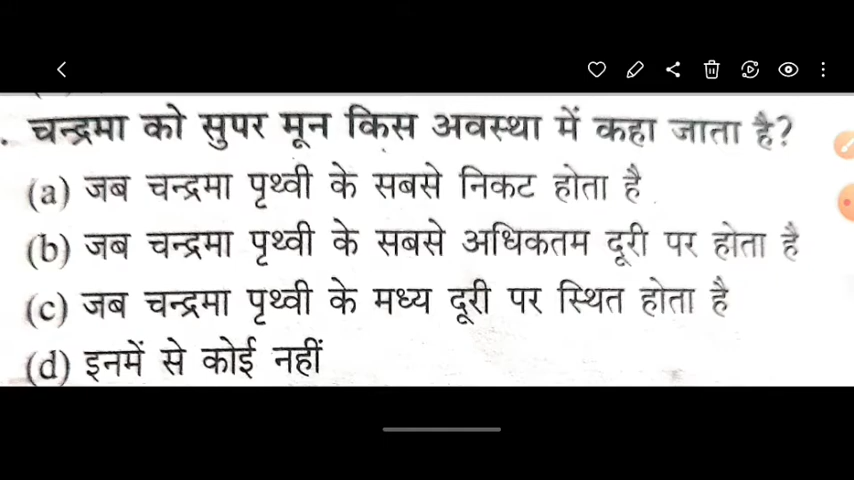 . चन्द्रमा को सुपर मून किस अवस्था में कहा जाता है?
(a) जब चन्द्रमा पृथ्वी के सबसे निकट होता है
(b) जब चन्द्रमा पृथ्वी के सबसे अधिकतम दूरी पर होता है
(c) जब चन्द्रमा पृथ्वी के मध्य दूरी पर स्थित होता है
(d) इनमें से कोई नहीं